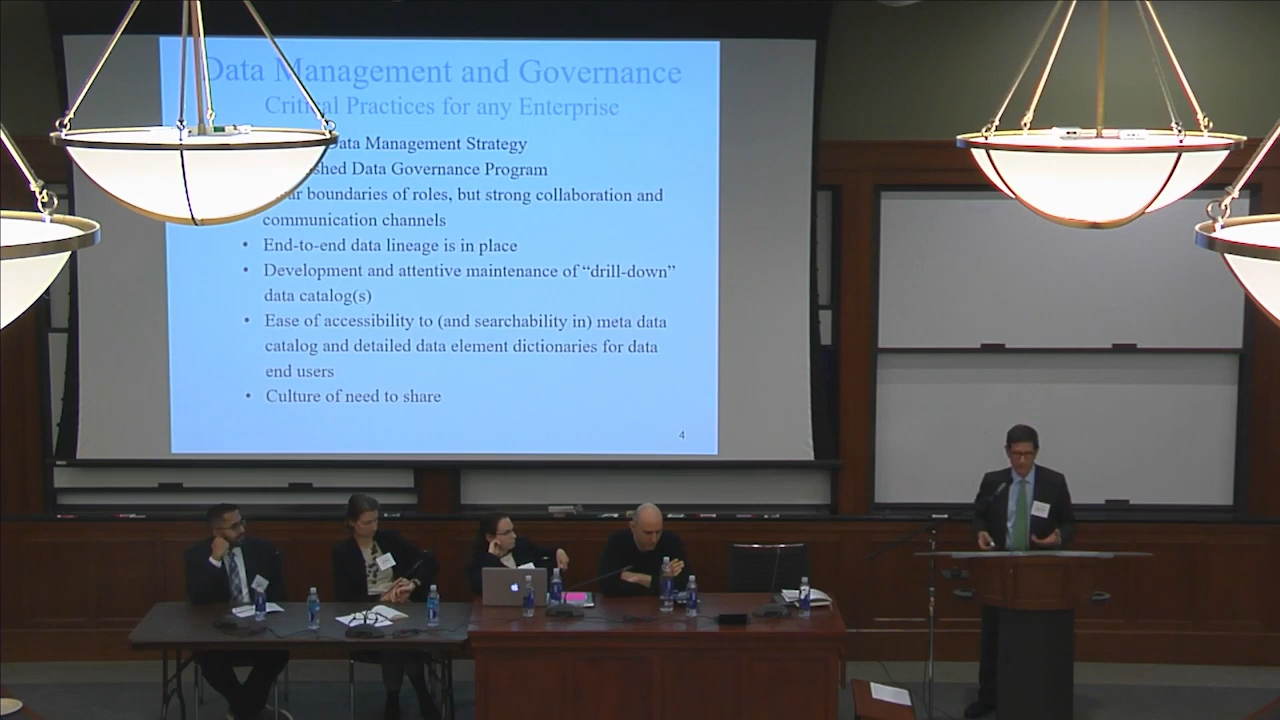 Data Management and Governance
Critical Practices for any Enterprise
Data Management Strategy
Data Governance Program
boundaries of roles, but strong collaboration and
communication channels
• End-to-end data lineage is in place
• Development and attentive maintenance of “drill-down”
data catalog(s)
• Ease of accessibility to (and searchability in) meta data
catalog and detailed data element dictionaries for data
end users
• Culture of need to share
4